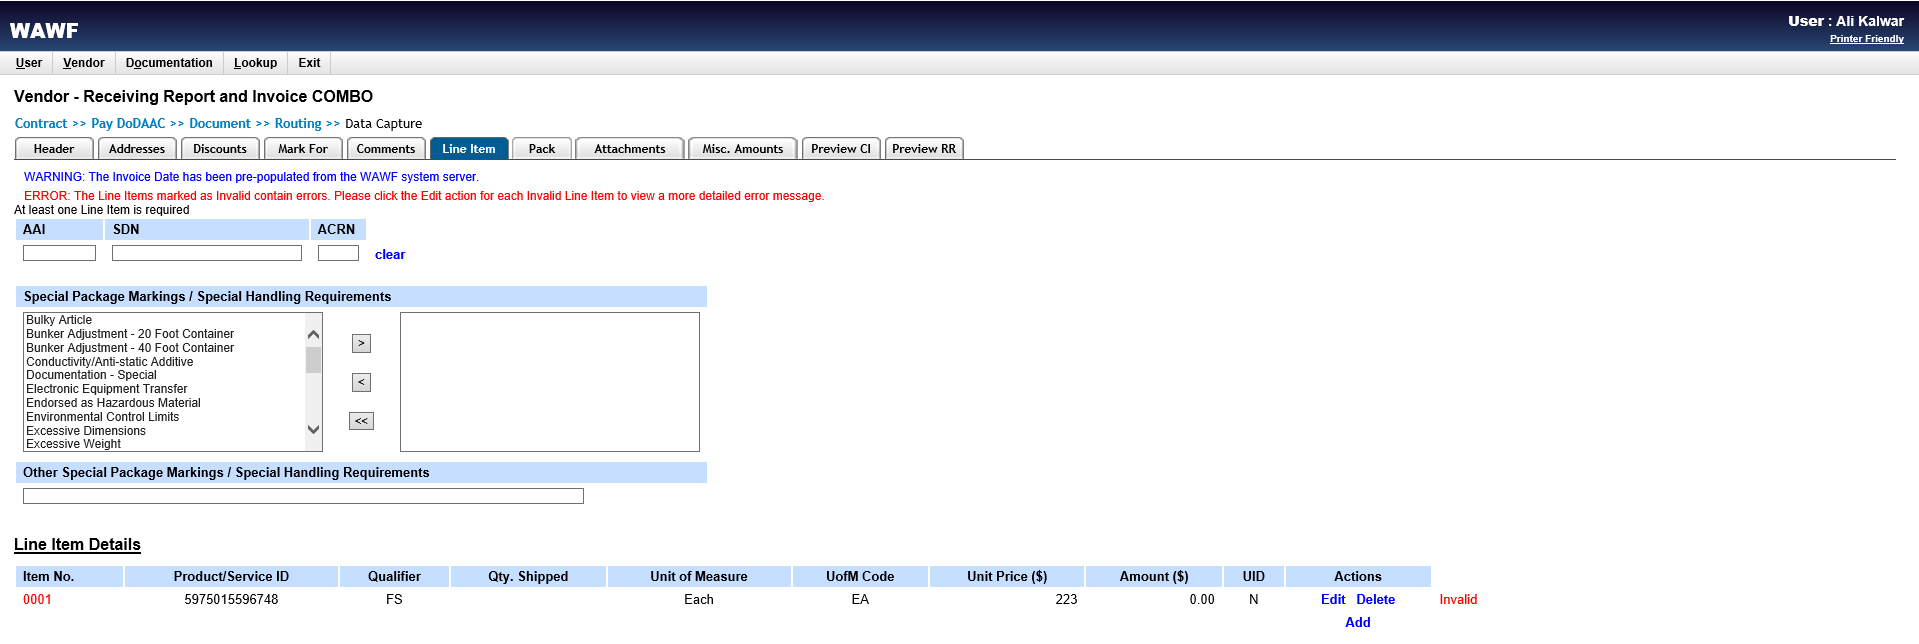 WAWF
User : Ali Kalwar
Printer Friendly
User Vendor Documentation Lookup Exit
Vendor - Receiving Report and Invoice COMBO
Contract >> Pay DoDAAC >> Document >> Routing >> Data Capture
Header Addresses Discounts Mark For Comments Line Item Pack Attachments Misc. Amounts Preview CI Preview RR
WARNING: The Invoice Date has been pre-populated from the WAWF system server.
ERROR: The Line Items marked as Invalid contain errors. Please click the Edit action for each Invalid Line Item to view a more detailed error message.
At least one Line Item is required
AAI SDN ACRN
clear
Special Package Markings / Special Handling Requirements
Bulky Article
Bunker Adjustment - 20 Foot Container
Bunker Adjustment - 40 Foot Container
Conductivity/Anti-static Additive
Documentation - Special
Electronic Equipment Transfer
Endorsed as Hazardous Material
Environmental Control Limits
Excessive Dimensions
Excessive Weight
>
<
<<
Other Special Package Markings / Special Handling Requirements
Line Item Details
Item No. Product/Service ID Qualifier Qty. Shipped Unit of Measure UofM Code Unit Price ($) Amount ($) UID Actions
0001 5975015596748 FS Each EA 223 0.00 N Edit Delete Invalid
Add